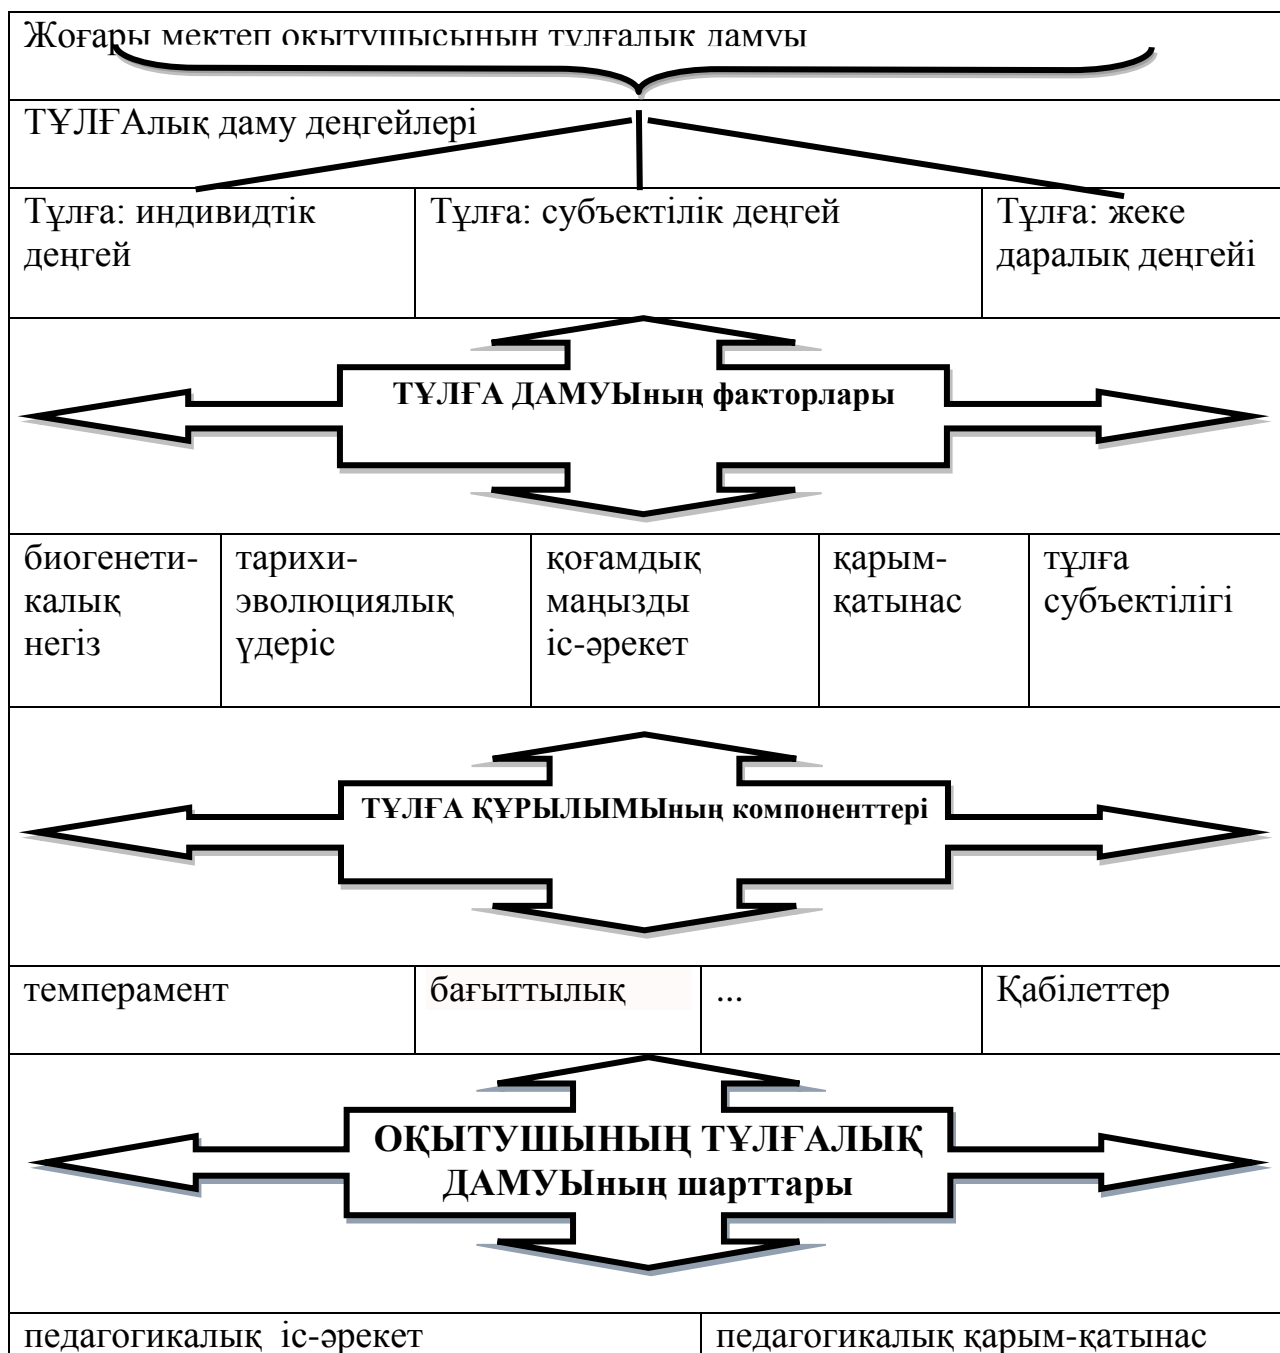 Жоғары мектеп оқытушысының тұлғалық дамуы
ТҰЛҒАлық даму деңгейлері
Тұлға: индивидтік
деңгей
Тұлға: субъектілік деңгей
Тұлға: жеке
даралық деңгейі
ТҰЛҒА ДАМУЫның факторлары
биогенети-
калық
негіз
тарихи-
эволюциялық
үдеріс
қоғамдық
маңызды
іс-әрекет
қарым-
қатынас
тұлға
субъектілігі
ТҰЛҒА ҚҰРЫЛЫМЫның компоненттері
темперамент
бағыттылық
...
Қабілеттер
ОҚЫТУШЫНЫҢ ТҰЛҒАЛЫҚ
ДАМУЫның шарттары
педагогикалық іс-әрекет
педагогикалық қарым-қатынас